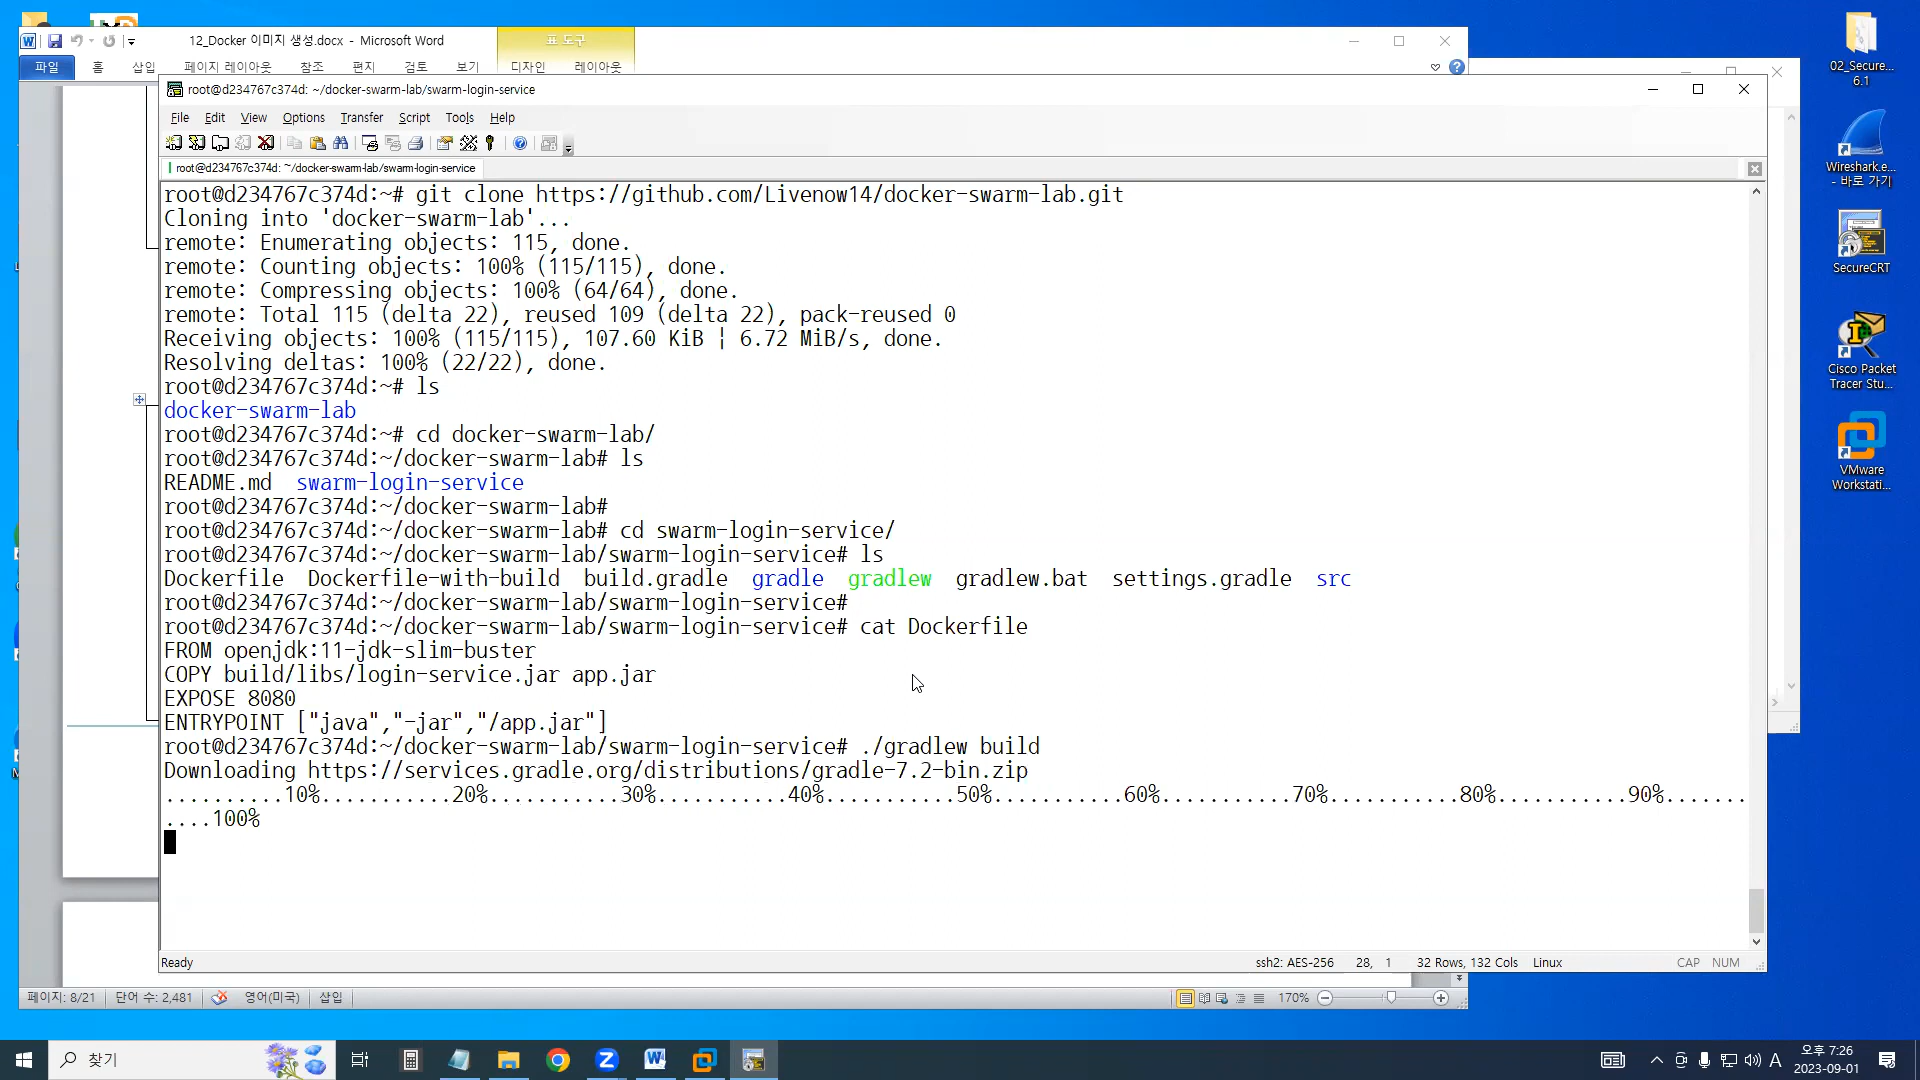 12_Docker 이미지 생성.docx - Microsoft Word
표 도구
파일 홈 삽입 페이지 레이아웃 참조 편지 검토 보기 디자인 레이아웃
root@d234767c374d: ~/docker-swarm-lab/swarm-login-service
File Edit View Options Transfer Script Tools Help
root@d234767c374d: ~/docker-swarm-lab/swarm-login-service
root@d234767c374d:~# git clone https://github.com/Livenow14/docker-swarm-lab.git
Cloning into 'docker-swarm-lab'...
remote: Enumerating objects: 115, done.
remote: Counting objects: 100% (115/115), done.
remote: Compressing objects: 100% (64/64), done.
remote: Total 115 (delta 22), reused 109 (delta 22), pack-reused 0
Receiving objects: 100% (115/115), 107.60 KiB ¦ 6.72 MiB/s, done.
Resolving deltas: 100% (22/22), done.
root@d234767c374d:~# ls
docker-swarm-lab
root@d234767c374d:~# cd docker-swarm-lab/
root@d234767c374d:~/docker-swarm-lab# ls
README.md  swarm-login-service
root@d234767c374d:~/docker-swarm-lab#
root@d234767c374d:~/docker-swarm-lab# cd swarm-login-service/
root@d234767c374d:~/docker-swarm-lab/swarm-login-service# ls
Dockerfile  Dockerfile-with-build  build.gradle  gradle  gradlew  gradlew.bat  settings.gradle  src
root@d234767c374d:~/docker-swarm-lab/swarm-login-service#
root@d234767c374d:~/docker-swarm-lab/swarm-login-service# cat Dockerfile
FROM openjdk:11-jdk-slim-buster
COPY build/libs/login-service.jar app.jar
EXPOSE 8080
ENTRYPOINT ["java","-jar","/app.jar"]
root@d234767c374d:~/docker-swarm-lab/swarm-login-service# ./gradlew build
Downloading https://services.gradle.org/distributions/gradle-7.2-bin.zip
..........10%...........20%...........30%...........40%...........50%...........60%...........70%...........80%...........90%.......
....100%
Ready
ssh2: AES-256 28, 1 32 Rows, 132 Cols Linux CAP NUM
페이지: 8/21 단어 수: 2,481 영어(미국) 삽입 170%
02_Secure...
6.1
Wireshark.e...
- 바로 가기
SecureCRT
Cisco Packet
Tracer Stu...
VMware
Workstati...
찾기
A
오후 7:26
2023-09-01